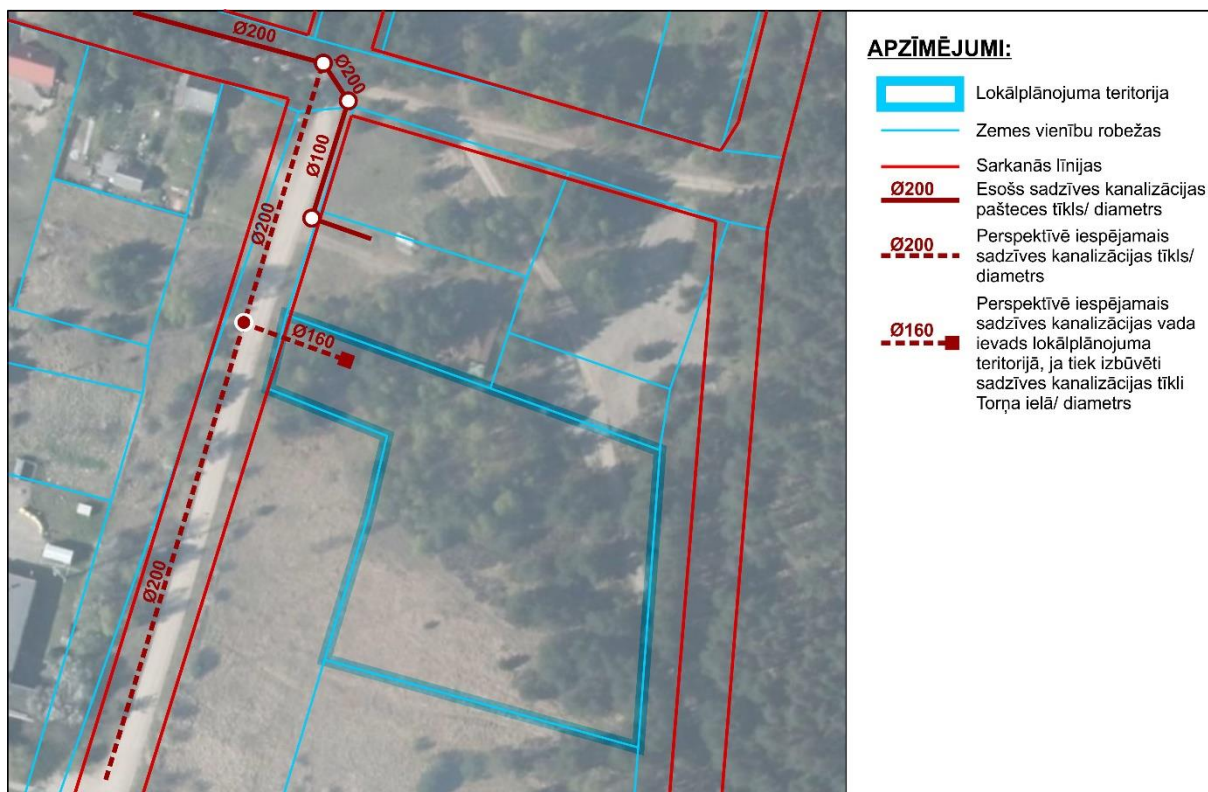 Ø200
Ø200
Ø100
Ø200
Ø160
Ø200
APZĪMĒJUMI:
Lokālplānojuma teritorija
Zemes vienību robežas
Sarkanās līnijas
Ø200
Esošs sadzīves kanalizācijas
pašteces tīkls/ diametrs
Ø200
Perspektīvē iespējamais
sadzīves kanalizācijas tīkls/
diametrs
Ø160
Perspektīvē iespējamais
sadzīves kanalizācijas vada
ievads lokālplānojuma
teritorijā, ja tiek izbūvēti
sadzīves kanalizācijas tīkli
Torņa ielā/ diametrs